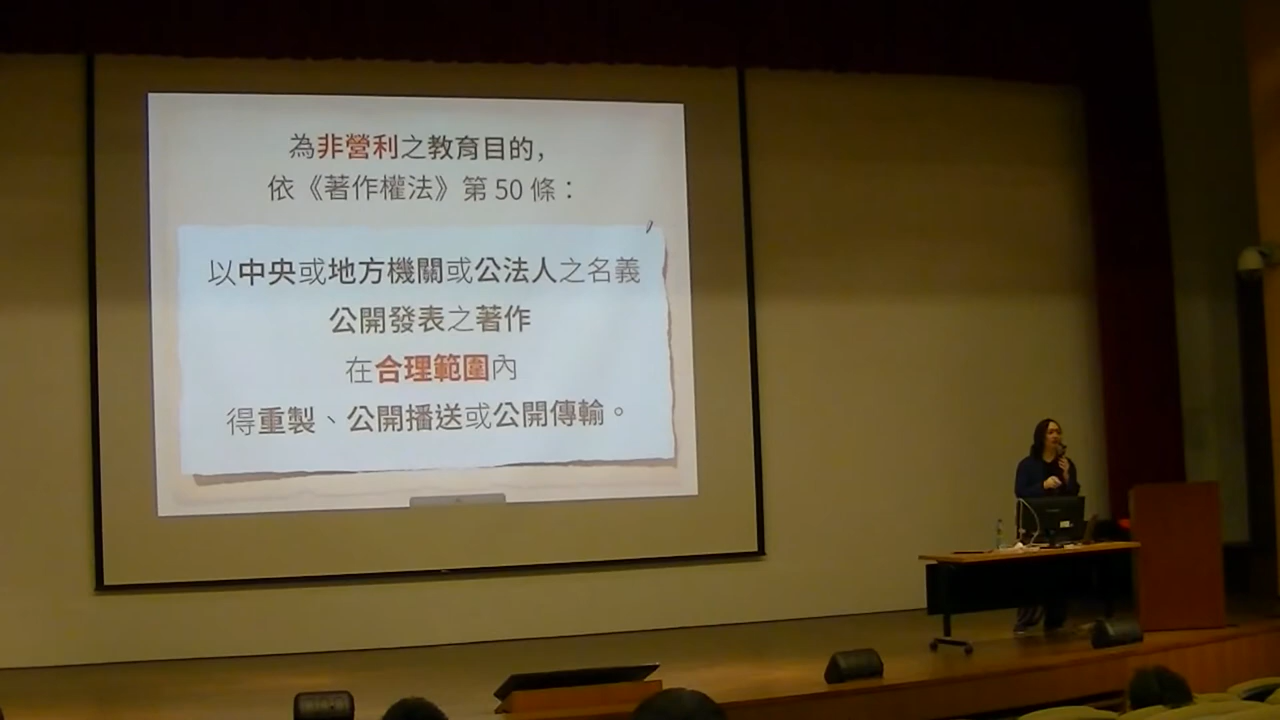 為非營利之教育目的，
依《著作權法》第 50 條：
以中央或地方機關或公法人之名義
公開發表之著作
在合理範圍內
得重製、公開播送或公開傳輸。